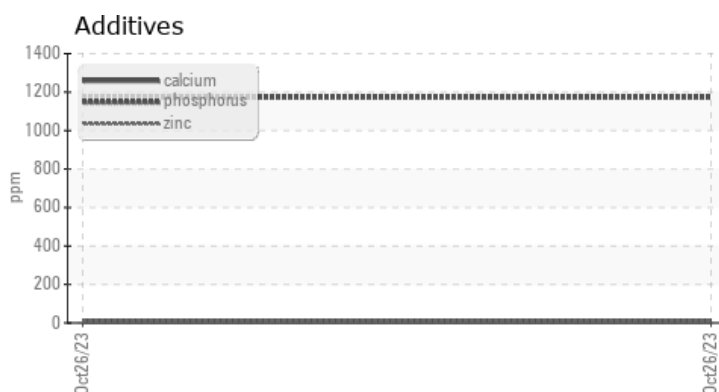 Additives
1400
1200
1000
800
600
400
200
0
ppm
calcium
phosphorus
zinc
Oct26/23
Oct26/23